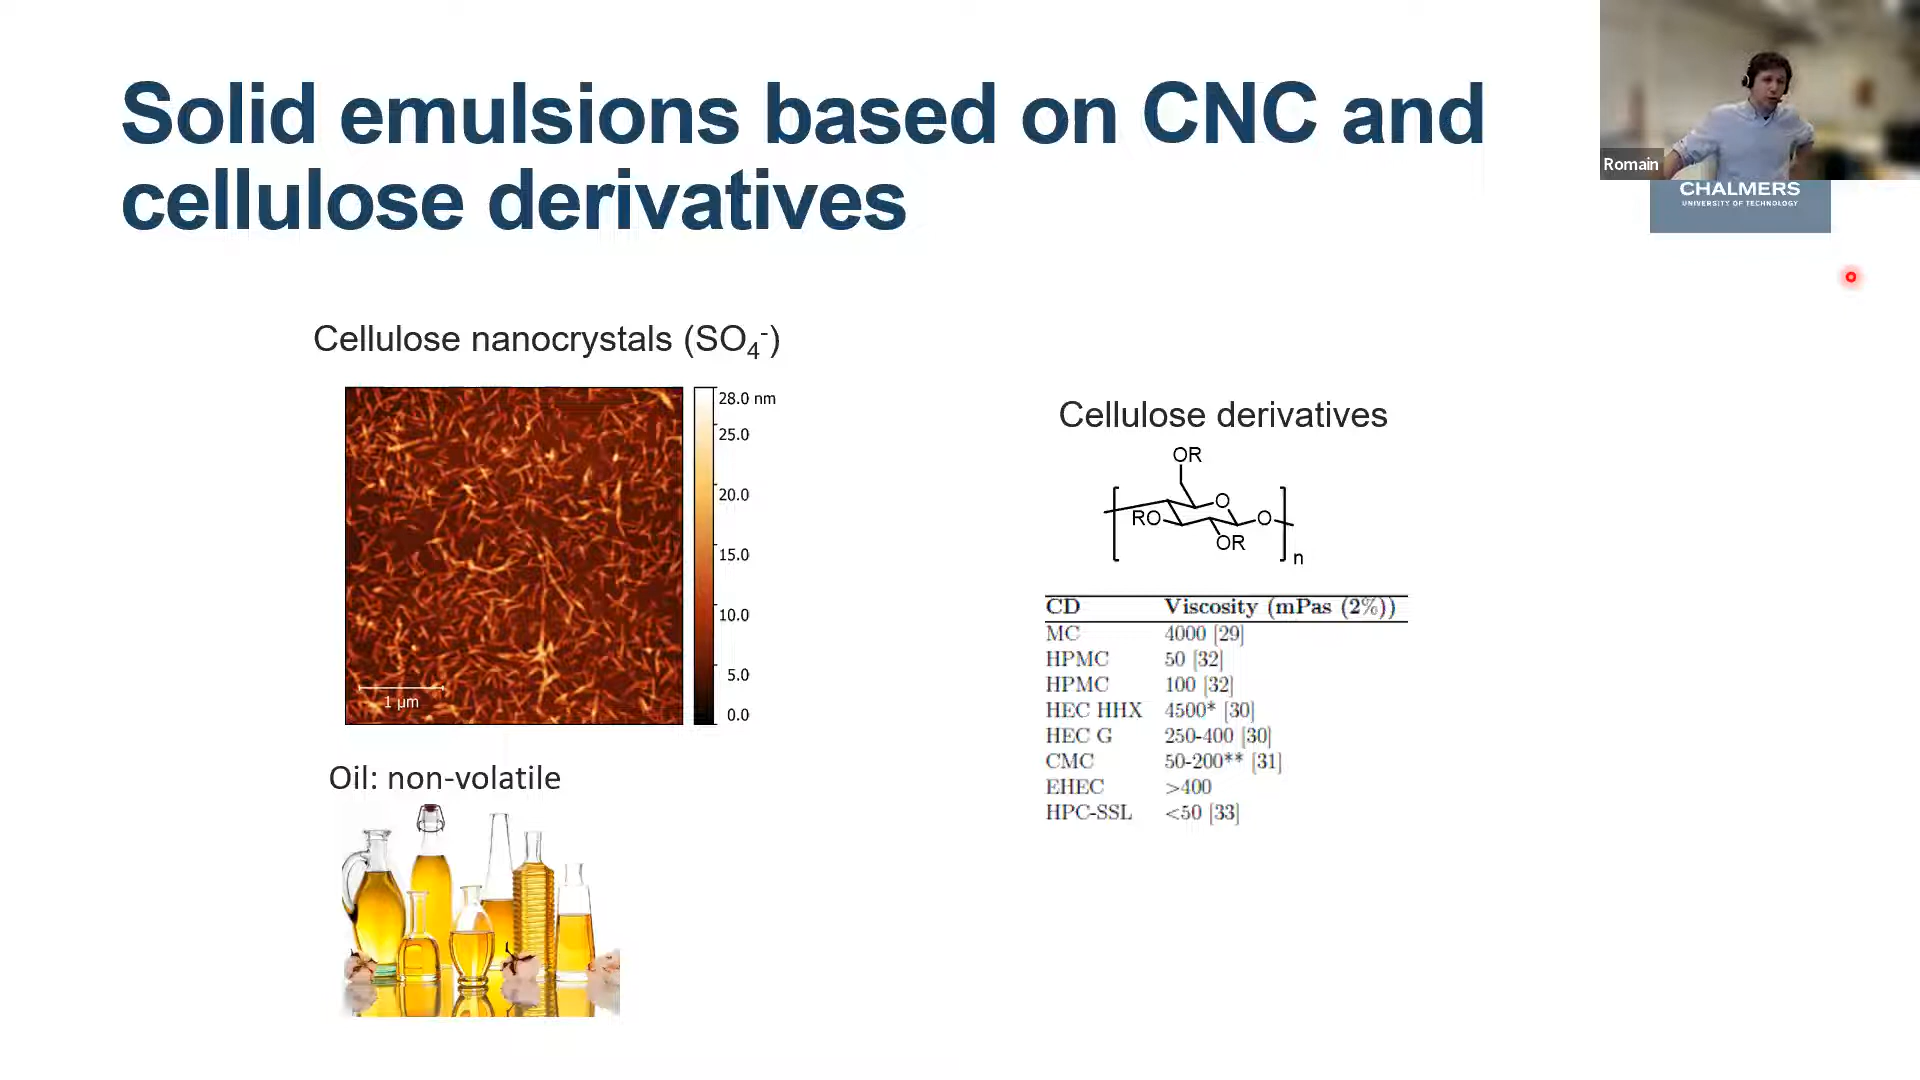 Solid emulsions based on CNC and
cellulose derivatives
Romain
CHALMERS
UNIVERSITY OF TECHNOLOGY
Cellulose nanocrystals (SO₄⁻)
28.0 nm
25.0
20.0
15.0
10.0
5.0
0.0
1 µm
Oil: non-volatile
Cellulose derivatives
OR
O
RO
O
OR
n
CD Viscosity (mPas (2%))
MC 4000 [29]
HPMC 50 [32]
HPMC 100 [32]
HEC HHX 4500* [30]
HEC G 250-400 [30]
CMC 50-200** [31]
EHEC >400
HPC-SSL <50 [33]